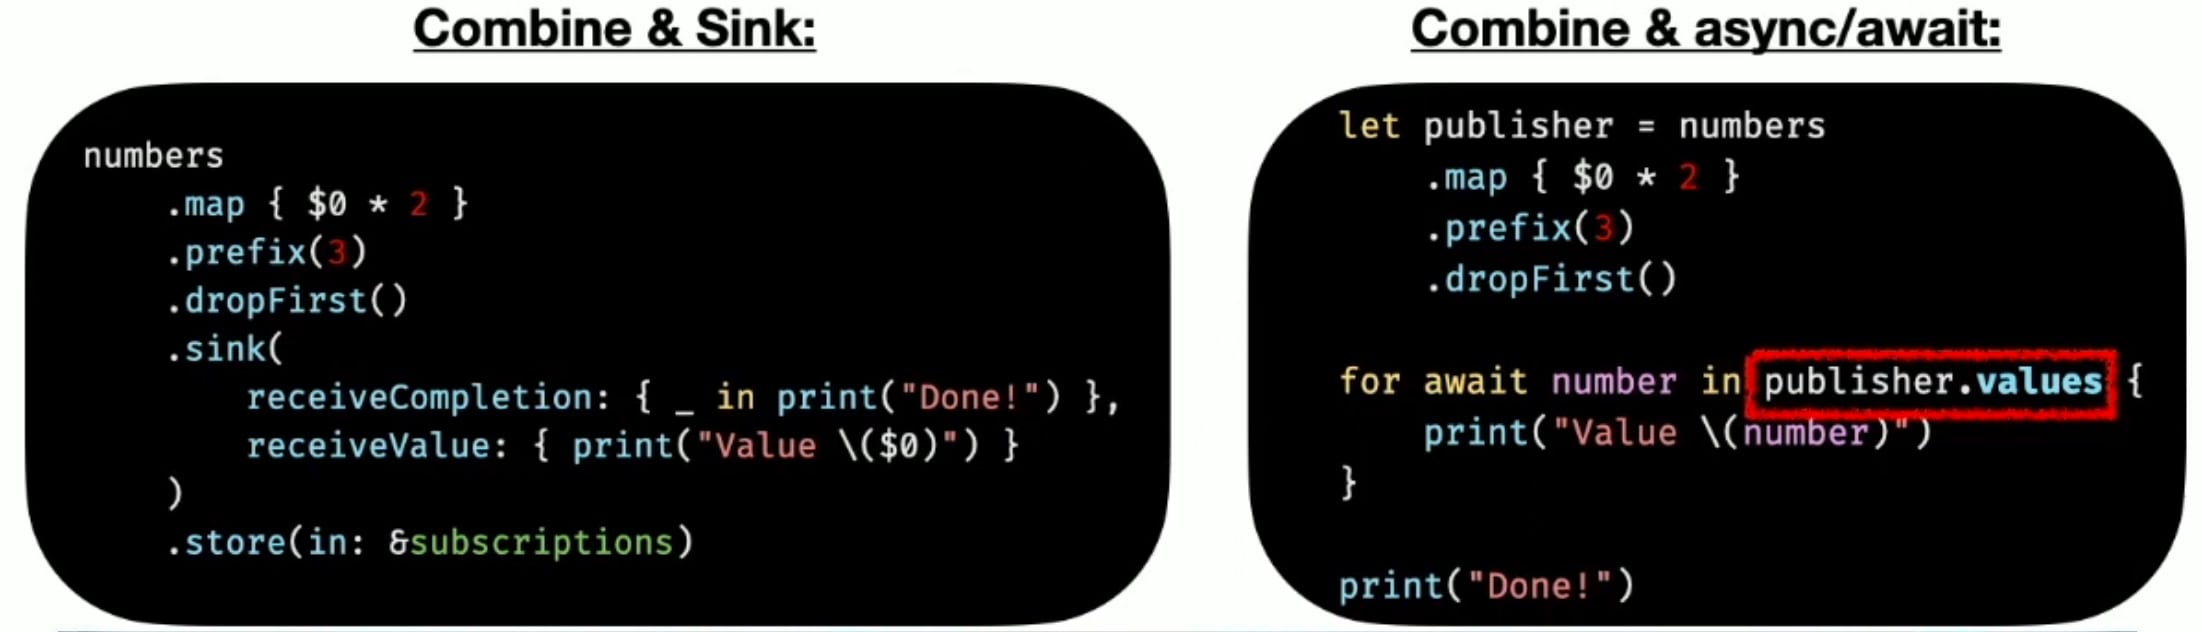 Combine & Sink:
numbers
.map { $0 * 2 }
.prefix(3)
.dropFirst()
.sink(
receiveCompletion: { _ in print("Done!") },
receiveValue: { print("Value \($0)") }
)
.store(in: &subscriptions)
Combine & async/await:
let publisher = numbers
.map { $0 * 2 }
.prefix(3)
.dropFirst()
for await number in publisher.values {
print("Value \(number)")
}
print("Done!")